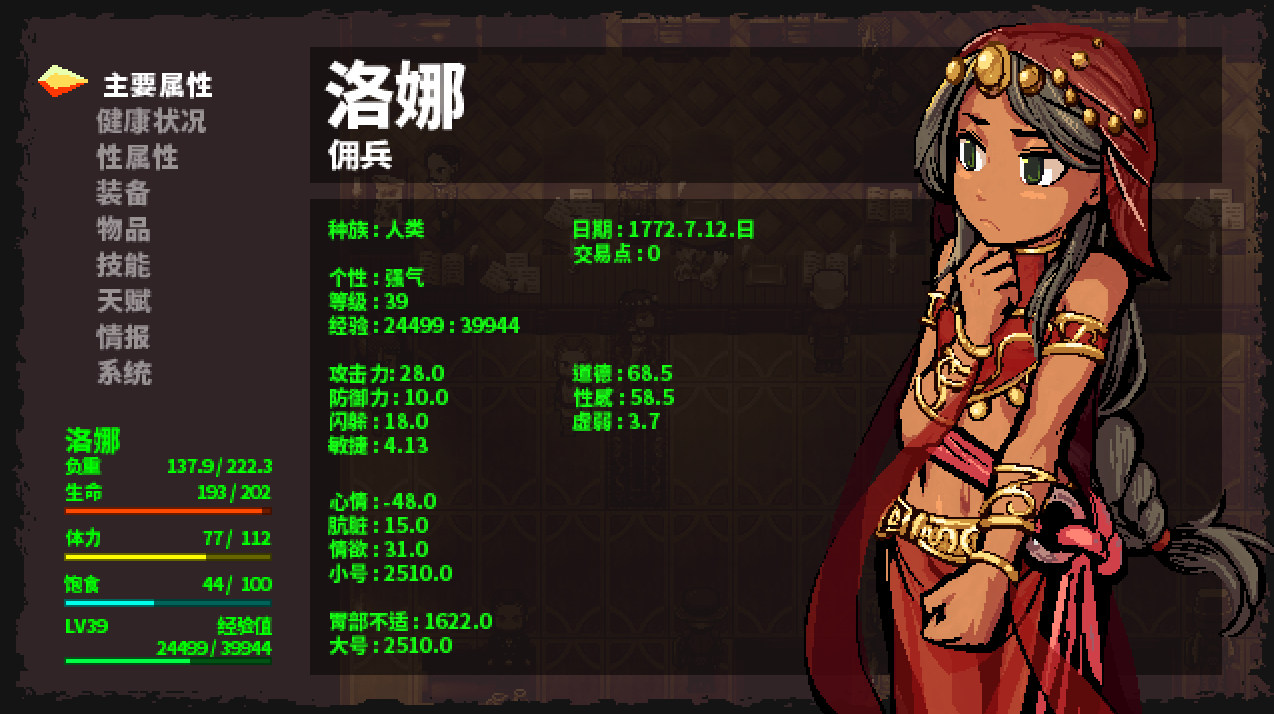 主要属性
健康状况
性属性
装备
物品
技能
天赋
情报
系统
洛娜
负重 137.9/222.3
生命 193/202
体力 77/ 112
饱食 44/ 100
LV39 经验值
24499/39944
洛娜
佣兵
种族:人类
日期:1772.7.12.日
交易点:0
个性:强气
等级:39
经验:24499:39944
攻击力:28.0
道德:68.5
防御力:10.0
性感:58.5
闪躲:18.0
虚弱:3.7
敏捷:4.13
心情:-48.0
肮脏:15.0
情欲:31.0
小号:2510.0
胃部不适:1622.0
大号:2510.0